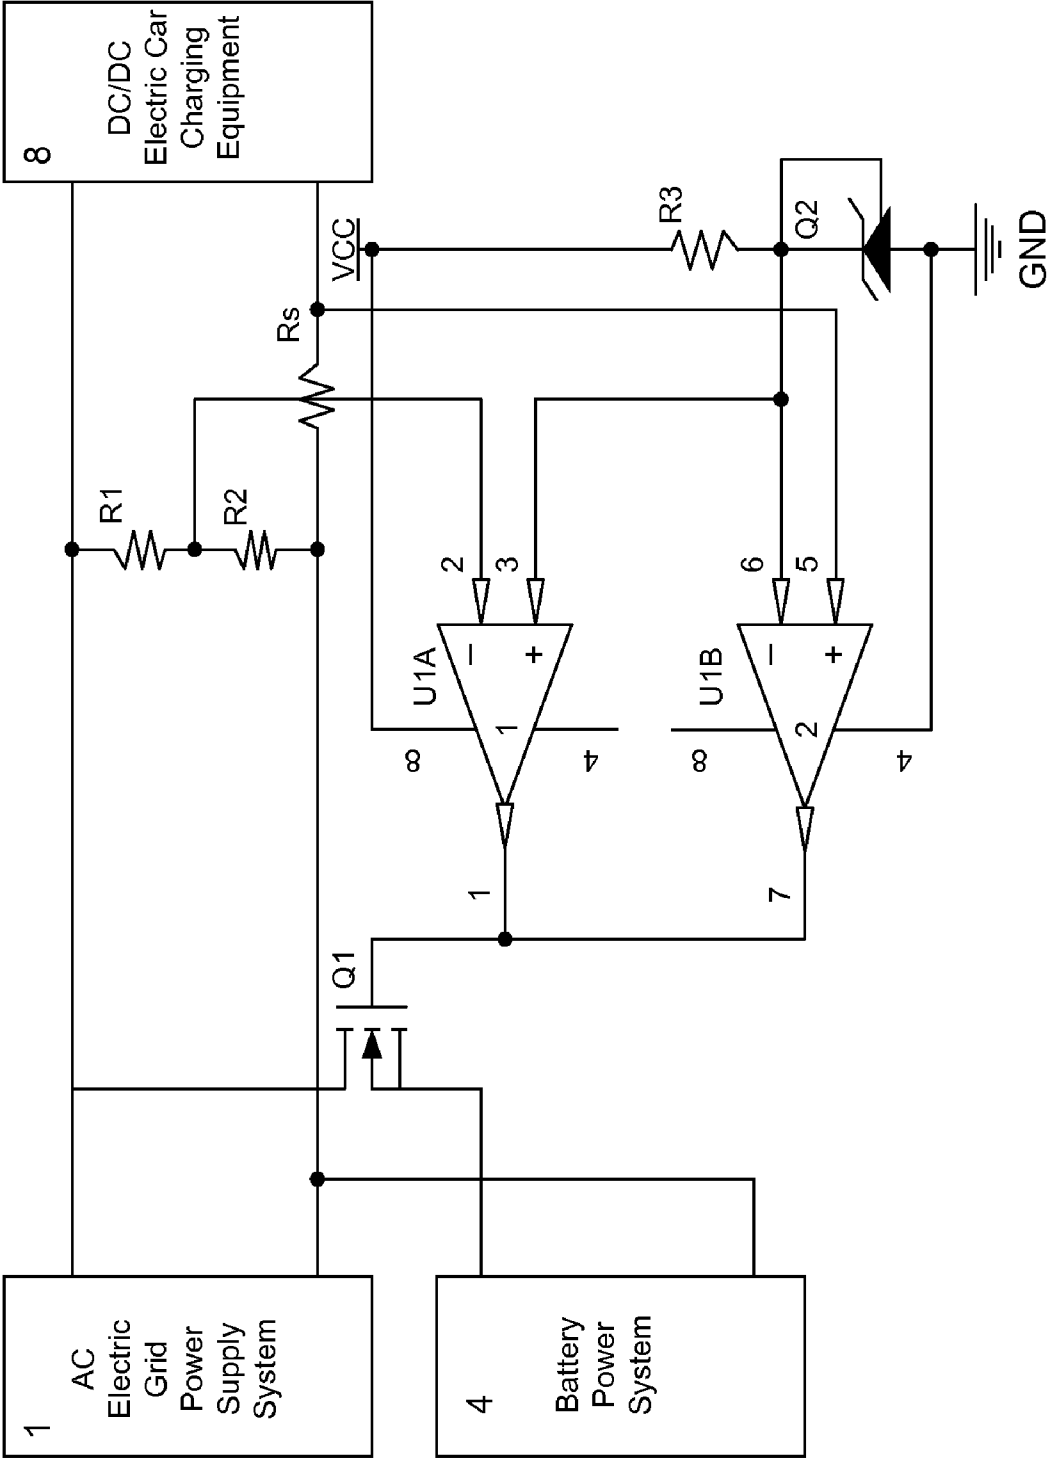 1
AC
Electric
Grid
Power
Supply
System
4
Battery
Power
System
8
DC/DC
Electric Car
Charging
Equipment
R1
R2
Rs
VCC
R3
Q2
GND
Q1
U1A
2
3
−
+
1
8
4
1
U1B
6
5
−
+
2
8
4
7